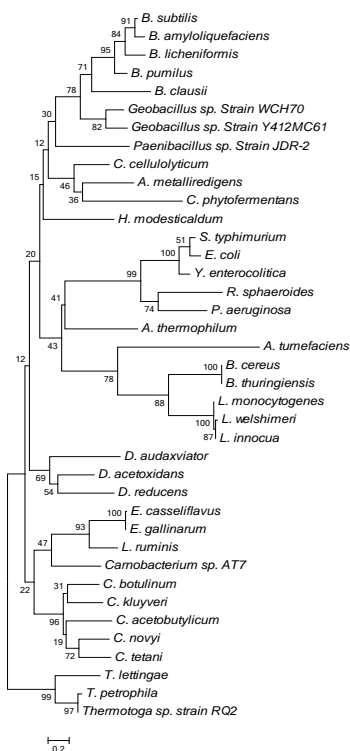 91 B. subtilis
84 B. amyloliquefaciens
95 B. licheniformis
B. pumilus
71
78 B. clausii
Geobacillus sp. Strain WCH70
82 Geobacillus sp. Strain Y412MC61
30
Paenibacillus sp. Strain JDR-2
12
C. cellulolyticum
46 A. metalliredigens
15
36 C. phytofermentans
H. modesticaldum
51 S. typhimurium
100 E. coli
20
99 Y. enterocolitica
R. sphaeroides
41
74 P. aeruginosa
A. thermophilum
43
A. tumefaciens
12
78
100 B. cereus
B. thuringiensis
88 L. monocytogenes
100 L. welshimeri
87 L. innocua
D. audaxviator
69 D. acetoxidans
54 D. reducens
100 E. casseliflavus
93 E. gallinarum
47
L. ruminis
Carnobacterium sp. AT7
22
31 C. botulinum
C. kluyveri
96 C. acetobutylicum
19 C. novyi
72 C. tetani
T. lettingae
99 T. petrophila
97 Thermotoga sp. strain RQ2
0.2